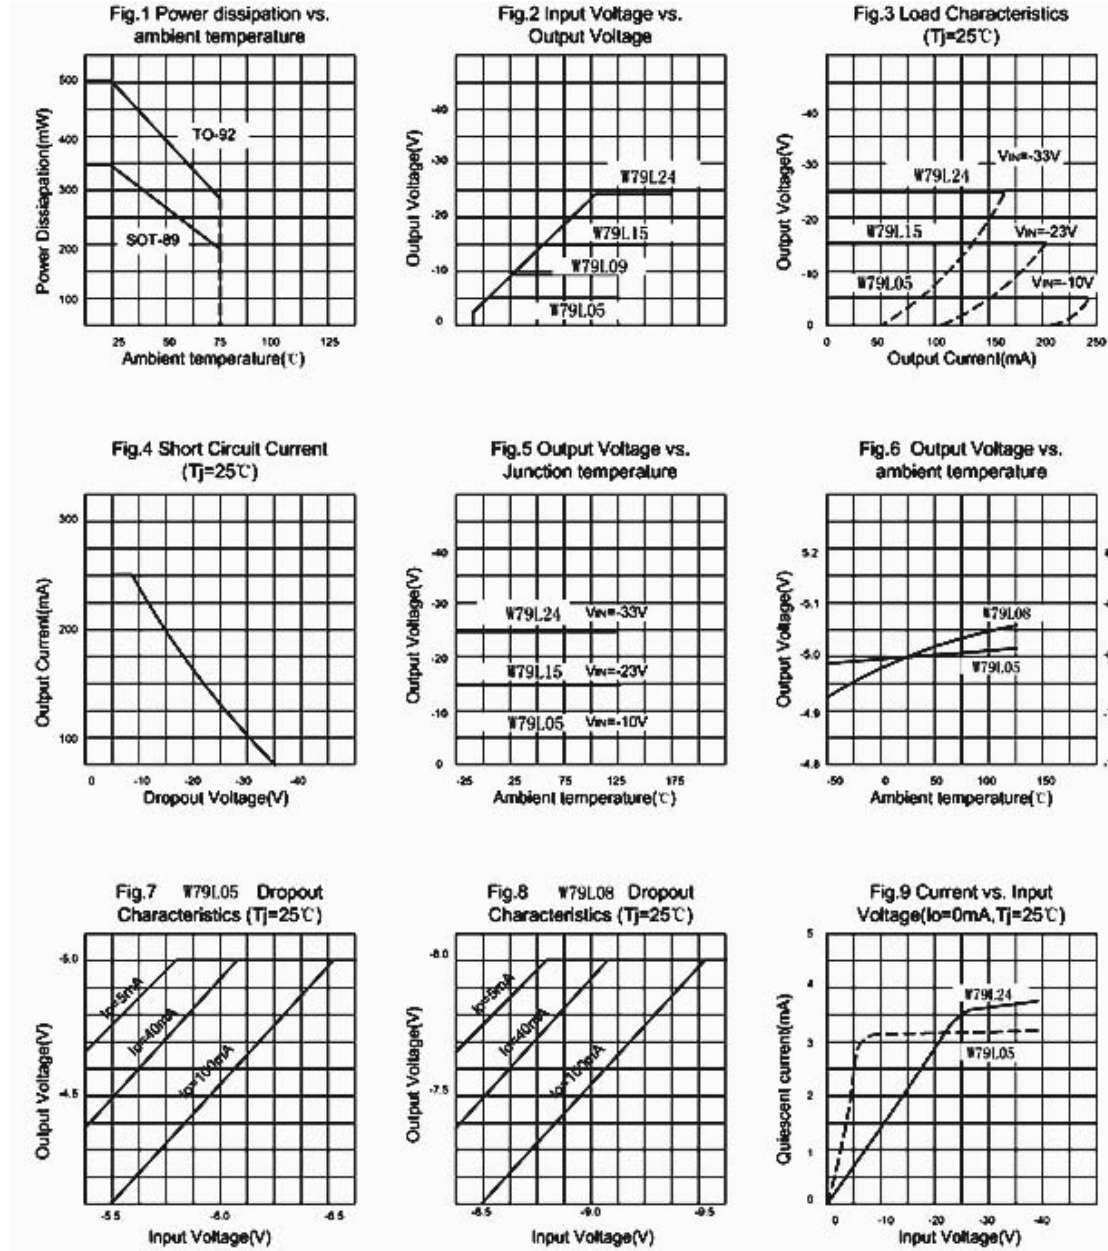 Fig.1 Power dissipation vs.
ambient temperature
Power Dissiapation(mW)
500
400
300
200
100
TO-92
SOT-89
25 50 75 100 125
Ambient temperature(℃)
Fig.2 Input Voltage vs.
Output Voltage
Output Voltage(V)
-40
-30
-20
-10
0
W79L24
W79L15
W79L09
W79L05
Fig.3 Load Characteristics
(Tj=25℃)
Output Voltage(V)
-40
-30
-20
-10
0
VIN=-33V
W79L24
W79L15
VIN=-23V
W79L05
VIN=-10V
0 50 100 150 200 250
Output Current(mA)
Fig.4 Short Circuit Current
(Tj=25℃)
Output Current(mA)
300
200
100
0 -10 -20 -30 -40
Dropout Voltage(V)
Fig.5 Output Voltage vs.
Junction temperature
Output Voltage(V)
-40
-30
-20
-10
0
W79L24 VIN=-33V
W79L15 VIN=-23V
W79L05 VIN=-10V
-25 25 75 125 175
Ambient temperature(℃)
Fig.6 Output Voltage vs.
ambient temperature
Output Voltage(V)
5.2
-5.1
-5.0
-4.9
-4.8
W79L08
W79L05
-50 0 50 100 150
Ambient temperature(℃)
Fig.7 W79L05 Dropout
Characteristics (Tj=25℃)
Output Voltage(V)
-5.0
-4.5
Io=5mA
Io=40mA
Io=100mA
-5.5 -6.0 -6.5
Input Voltage(V)
Fig.8 W79L08 Dropout
Characteristics (Tj=25℃)
Output Voltage(V)
-8.0
-7.5
Io=5mA
Io=40mA
Io=100mA
-8.5 -9.0 -9.5
Input Voltage(V)
Fig.9 Current vs. Input
Voltage(Io=0mA,Tj=25℃)
Quiescent current(mA)
5
4
3
2
1
0
W79L24
W79L05
0 -10 -20 -30 -40
Input Voltage(V)